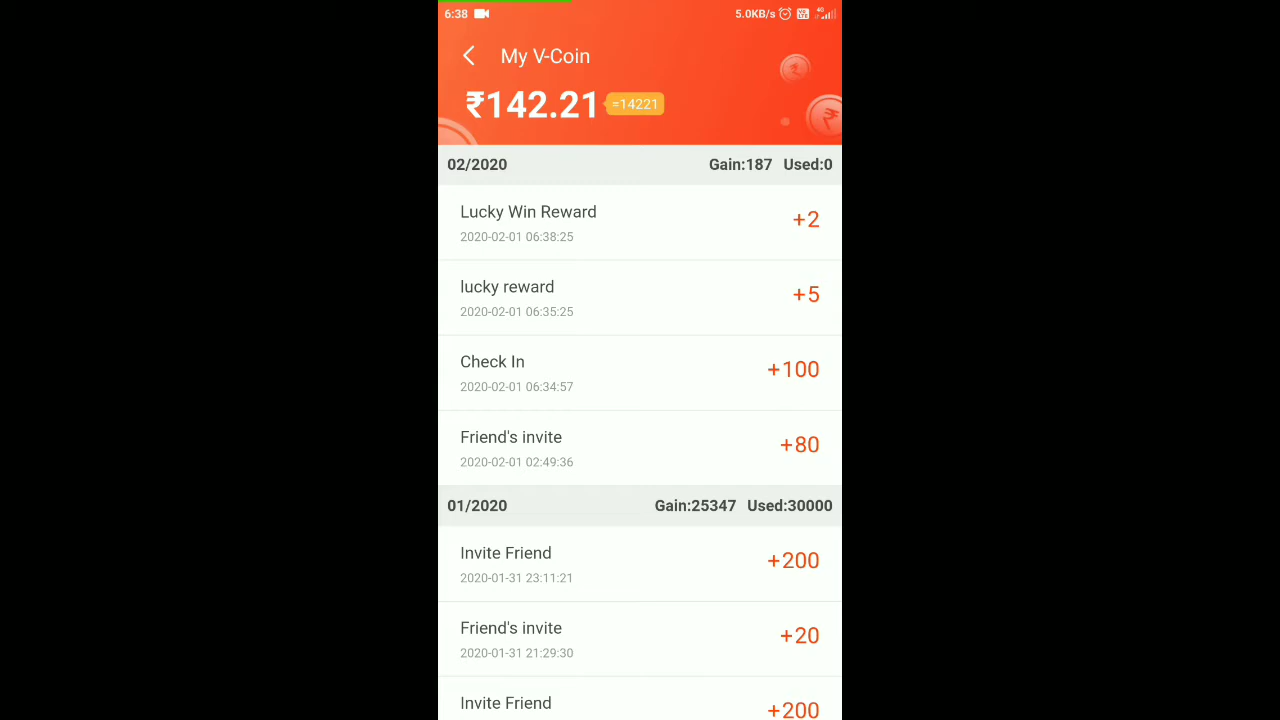 6:38 5.0KB/s VO LTE 4G
My V-Coin
₹142.21 =14221
02/2020 Gain:187 Used:0
Lucky Win Reward +2
2020-02-01 06:38:25
lucky reward +5
2020-02-01 06:35:25
Check In +100
2020-02-01 06:34:57
Friend's invite +80
2020-02-01 02:49:36
01/2020 Gain:25347 Used:30000
Invite Friend +200
2020-01-31 23:11:21
Friend's invite +20
2020-01-31 21:29:30
Invite Friend +200